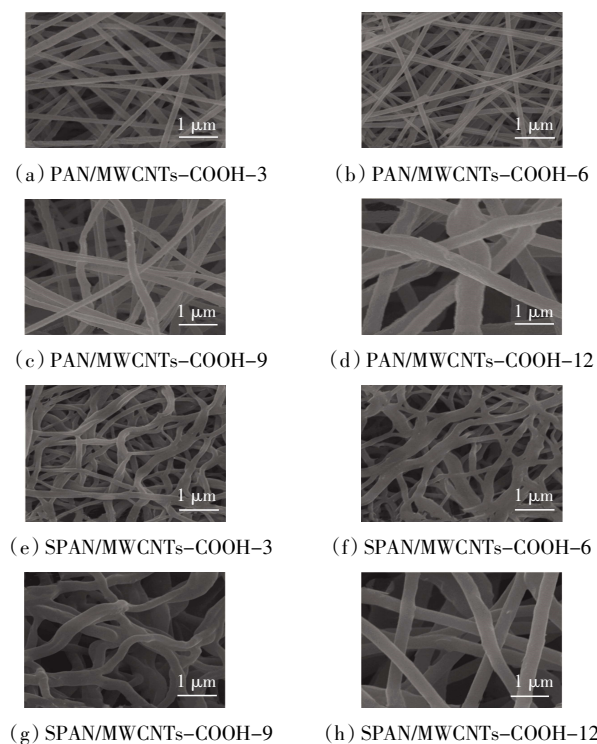 1 μm
1 μm
(a) PAN/MWCNTs-COOH-3
(b) PAN/MWCNTs-COOH-6
1 μm
1 μm
(c) PAN/MWCNTs-COOH-9
(d) PAN/MWCNTs-COOH-12
1 μm
1 μm
(e) SPAN/MWCNTs-COOH-3
(f) SPAN/MWCNTs-COOH-6
1 μm
1 μm
(g) SPAN/MWCNTs-COOH-9
(h) SPAN/MWCNTs-COOH-12